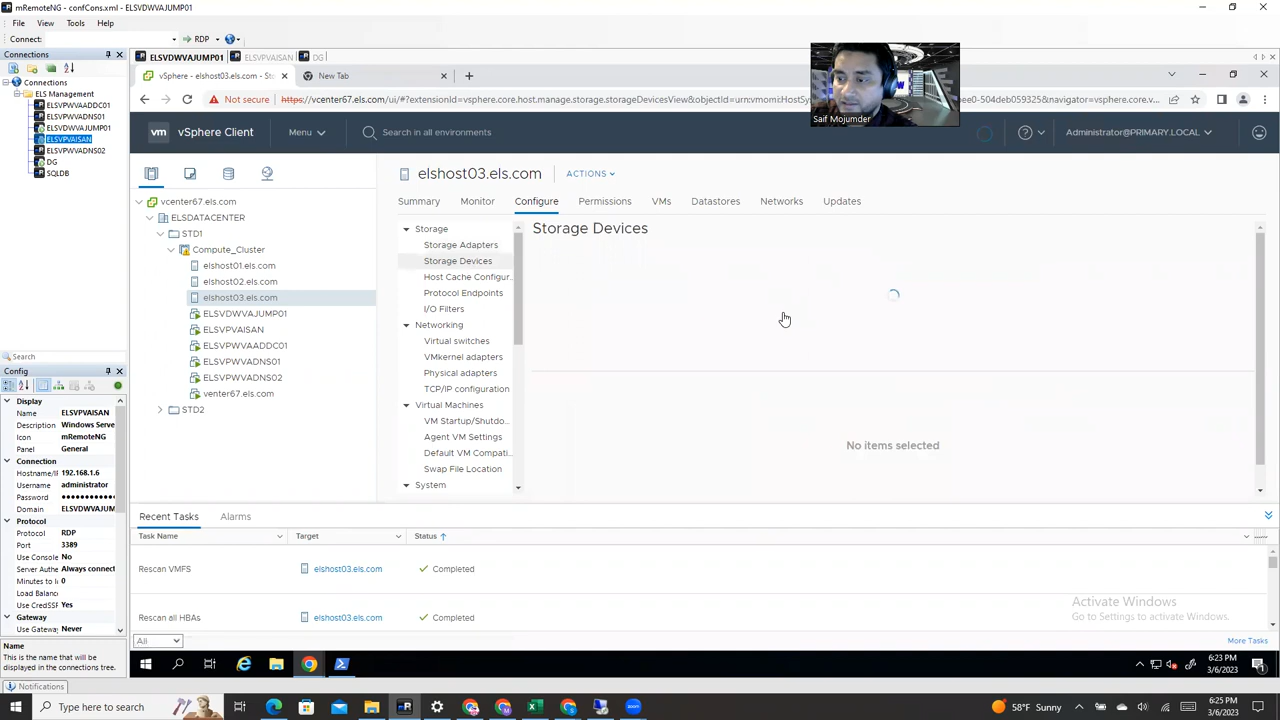 mRemoteNG - confCons.xml - ELSVDWVAJUMP01
File View Tools Help
Connect: RDP
Connections
Connections
ELS Management
ELSVPWVAADDC01
ELSVPWVADNS01
ELSVDWVAJUMP01
ELSVPVAISAN
ELSVPWVADNS02
DG
SQLDB
Search
Config
Display
Name ELSVPVAISAN
Description Windows Serve
Icon mRemoteNG
Panel General
Connection
Hostname/IP 192.168.1.6
Username administrator
Password ●●●●●●●●●●●●●
Domain ELSVDWVAJUM
Protocol
Protocol RDP
Port 3389
Use Console No
Server Authe Always connect
Minutes to I 0
Load Balanc
Use CredSSP Yes
Gateway
Use Gateway Never
Name
This is the name that will be
displayed in the connections tree.
Notifications
ELSVDWVAJUMP01 ELSVPVAISAN DG
vSphere - elshost03.els.com - Sto New Tab
Not secure https://vcenter67.els.com/ui/#?extensionId=vsphere.core.host.manage.storage.storageDevicesView&objectId=urn:vmomi:HostSy ee0-504deb059325&navigator=vsphere.core.v...
Saif Mojumder
vm vSphere Client Menu Search in all environments Administrator@PRIMARY.LOCAL
vcenter67.els.com
ELSDATACENTER
STD1
Compute_Cluster
elshost01.els.com
elshost02.els.com
elshost03.els.com
ELSVDWVAJUMP01
ELSVPVAISAN
ELSVPWVAADDC01
ELSVPWVADNS01
ELSVPWVADNS02
venter67.els.com
STD2
elshost03.els.com ACTIONS
Summary Monitor Configure Permissions VMs Datastores Networks Updates
Storage
Storage Adapters
Storage Devices
Host Cache Configur...
Protocol Endpoints
I/O Filters
Networking
Virtual switches
VMkernel adapters
Physical adapters
TCP/IP configuration
Virtual Machines
VM Startup/Shutdo...
Agent VM Settings
Default VM Compati...
Swap File Location
System
Storage Devices
No items selected
Recent Tasks Alarms
Task Name Target Status
Rescan VMFS elshost03.els.com Completed
Rescan all HBAs elshost03.els.com Completed
Activate Windows
Go to Settings to activate Windows.
All
More Tasks
6:23 PM
3/6/2023
Type here to search
58°F Sunny
6:25 PM
3/6/2023